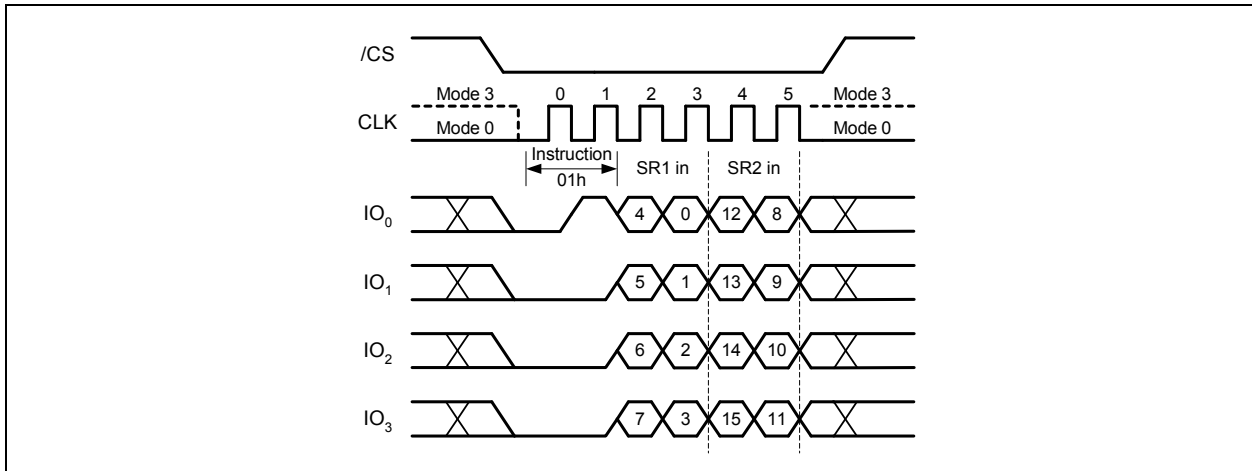 /CS
Mode 3 0 1 2 3 4 5 Mode 3
CLK
Mode 0 Mode 0
Instruction
01h SR1 in SR2 in
IO0 4 0 12 8
IO1 5 1 13 9
IO2 6 2 14 10
IO3 7 3 15 11